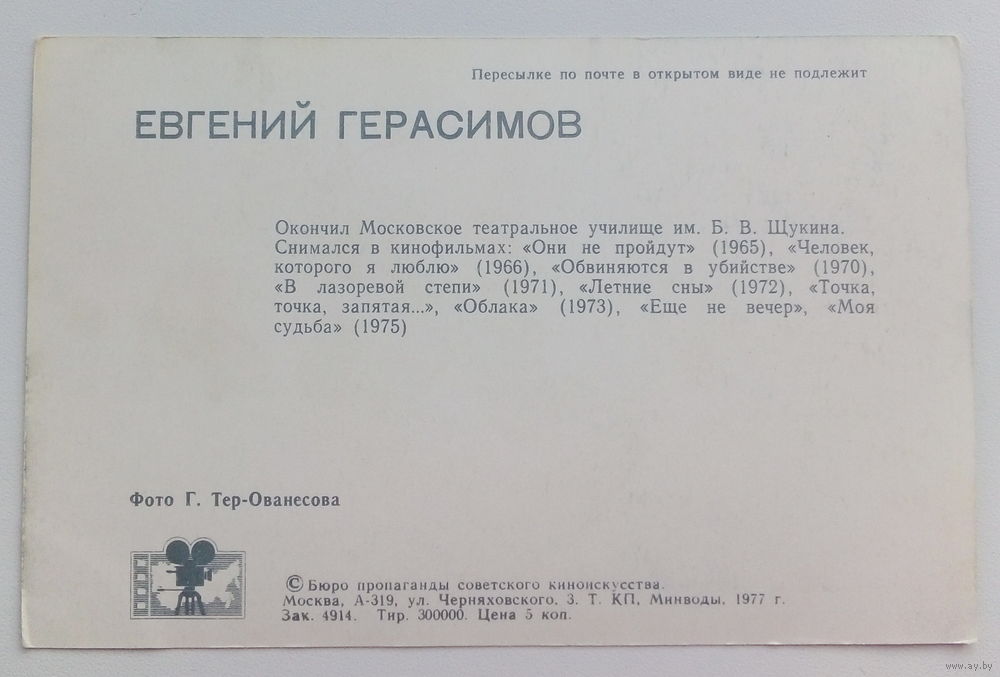 Пересылке по почте в открытом виде не подлежит
ЕВГЕНИЙ ГЕРАСИМОВ
Окончил Московское театральное училище им. Б. В. Щукина.
Снимался в кинофильмах: «Они не пройдут» (1965), «Человек,
которого я люблю» (1966), «Обвиняются в убийстве» (1970),
«В лазоревой степи» (1971), «Летние сны» (1972), «Точка,
точка, запятая...», «Облака» (1973), «Еще не вечер», «Моя
судьба» (1975)
Фото Г. Тер-Ованесова
© Бюро пропаганды советского киноискусства.
Москва, А-319, ул. Черняховского, 3. Т. КП, Минводы, 1977 г.
Зак. 4914. Тир. 300000. Цена 5 коп.
www.ay.by